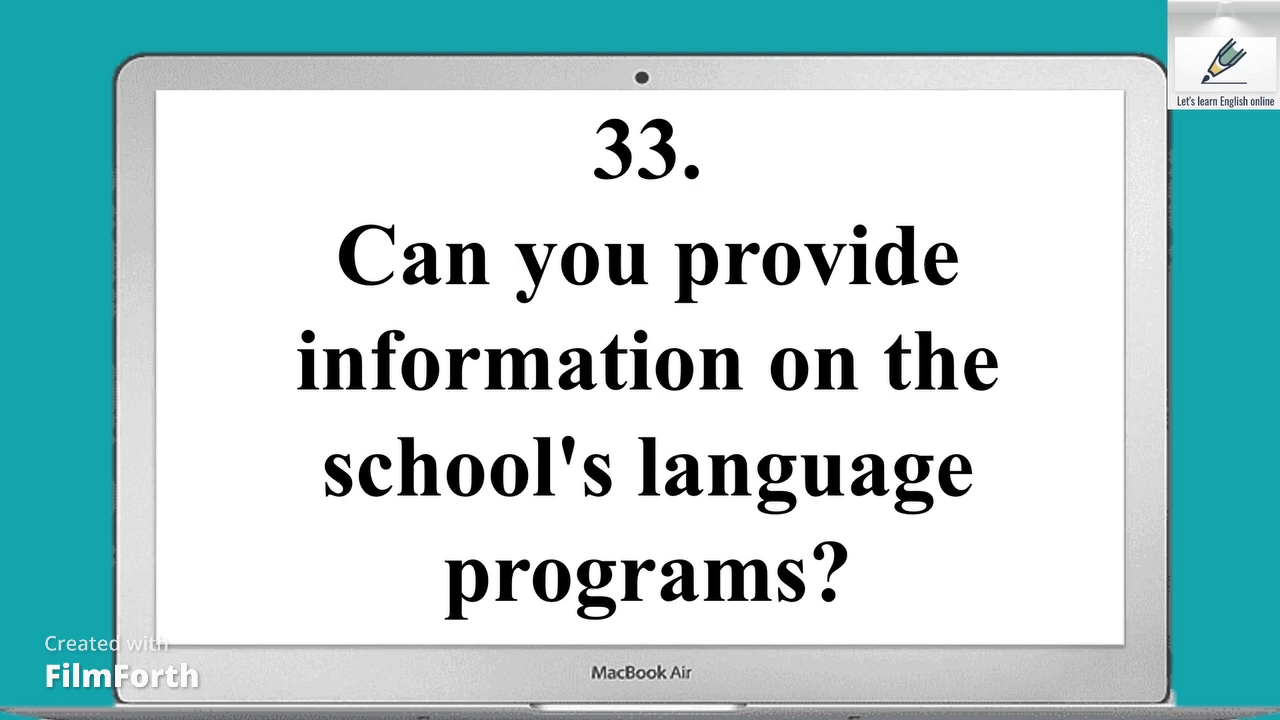 Let's learn English online
33.
Can you provide
information on the
school's language
programs?
Created with
FilmForth
MacBook Air